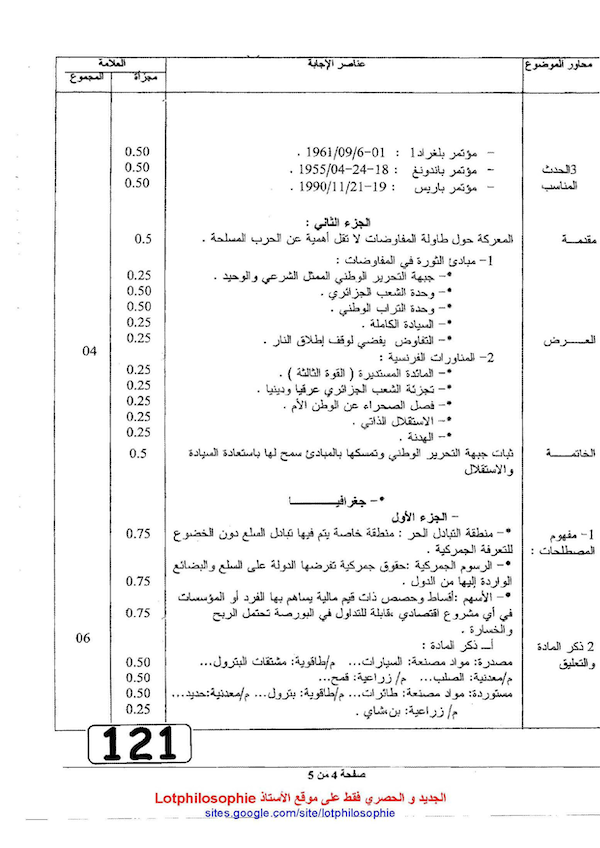 محاور الموضوع عناصر الإجابة العلامة
مجزأة المجموع
- مؤتمر بلغراد1 : 01-1961/09/6 . 0.50
3الحدث - مؤتمر باندونغ : 18-24-1955/04 . 0.50
المناسب - مؤتمر باريس : 19-1990/11/21 . 0.50
الجزء الثاني :
مقدمـــة المعركة حول طاولة المفاوضات لا تقل أهمية عن الحرب المسلحة . 0.5
1- مبادئ الثورة في المفاوضات :
*- جبهة التحرير الوطني الممثل الشرعي والوحيد . 0.25
*- وحدة الشعب الجزائري . 0.50
*- وحدة التراب الوطني . 0.50
*- السيادة الكاملة . 0.25
العـــــرض *- التفاوض يفضي لوقف إطلاق النار . 0.25
04
2- المناورات الفرنسية :
*- المائدة المستديرة ( القوة الثالثة ) . 0.25
*- تجزئة الشعب الجزائري عرقيا ودينيا . 0.25
*- فصل الصحراء عن الوطن الأم . 0.25
*- الاستقلال الذاتي . 0.25
*- الهدنة . 0.25
الخاتمـــة ثبات جبهة التحرير الوطني وتمسكها بالمبادئ سمح لها باستعادة السيادة 0.5
والاستقلال
*- جغرافيـــــــا
- الجزء الأول
1- مفهوم *- منطقة التبادل الحر : منطقة خاصة يتم فيها تبادل السلع دون الخضوع 0.75
المصطلحات : للتعرفة الجمركية .
*- الرسوم الجمركية :حقوق جمركية تفرضها الدولة على السلع والبضائع
الواردة إليها من الدول . 0.75
*- الأسهم :أقساط وحصص ذات قيم مالية يساهم بها الفرد أو المؤسسات
في أي مشروع اقتصادي ،قابلة للتداول في البورصة تحتمل الربح 0.75
والخسارة .
06
2 ذكر المادة أــ ذكر المادة :
والتعليق مصدرة: مواد مصنعة: السيارات... م/طاقوية: مشتقات البترول... 0.50
م/معدنية: الصلب... م/ زراعية: قمح... 0.50
مستوردة: مواد مصنعة: طائرات... م/طاقوية: بترول... م/معدنية:حديد... 0.50
م/ زراعية: بن،شاي . 0.25
121
صفحة 4 من 5
الجديد و الحصري فقط على موقع الأستاذ Lotphilosophie
sites.google.com/site/lotphilosophie